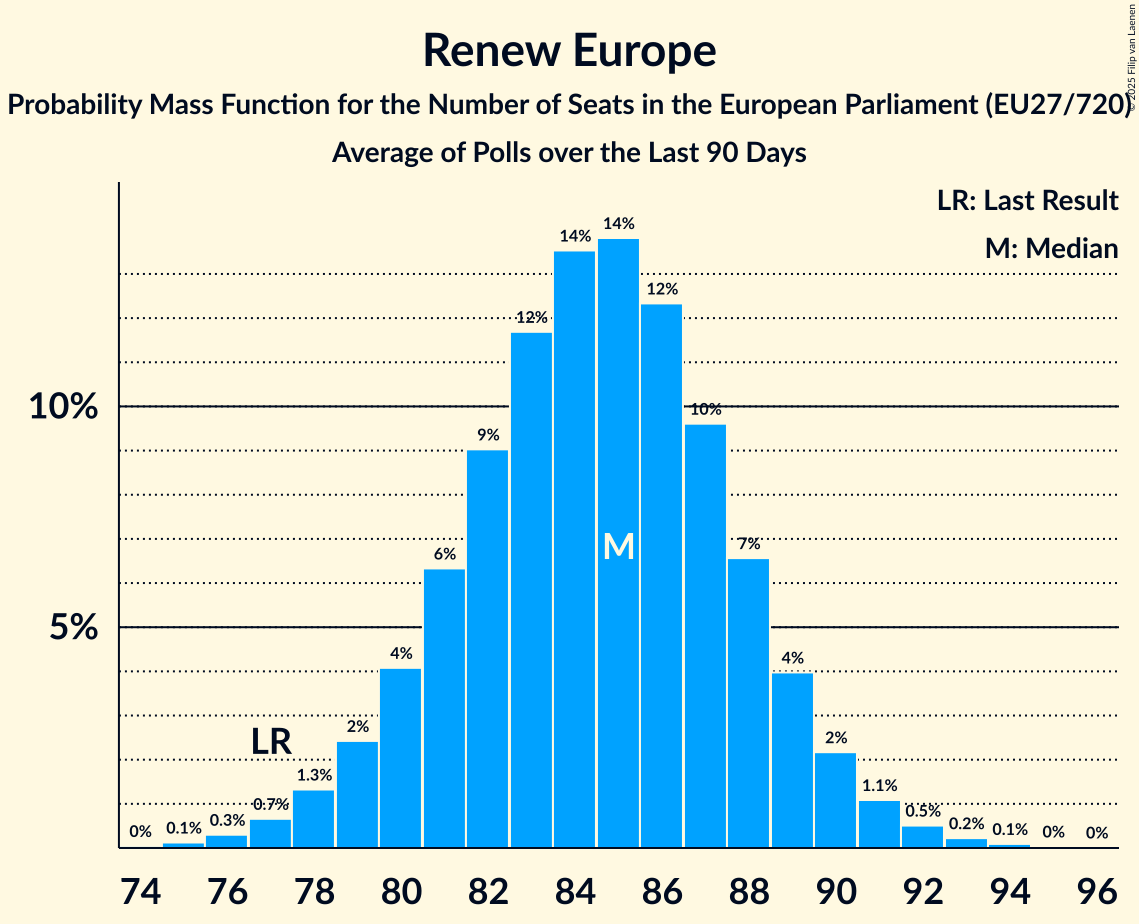 Renew Europe
Probability Mass Function for the Number of Seats in the European Parliament (EU27/720)
Average of Polls over the Last 90 Days
© 2025 Filip van Laenen
LR: Last Result
M: Median
10%
5%
0% 0.1% 0.3% 0.7% 1.3% 2% 4% 6% 9% 12% 14% 14% 12% 10% 7% 4% 2% 1.1% 0.5% 0.2% 0.1% 0% 0%
LR
M
74 76 78 80 82 84 86 88 90 92 94 96